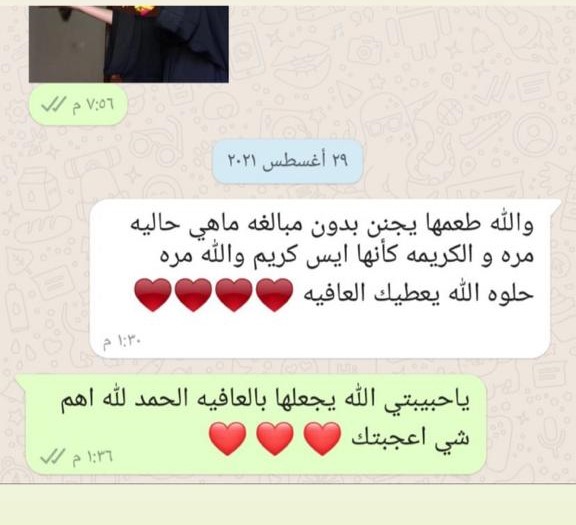 ٧:٥٦ م
٢٩ أغسطس ٢٠٢١
والله طعمها يجنن بدون مبالغه ماهي حاليه
مره و الكريمه كأنها ايس كريم والله مره
حلوه الله يعطيك العافيه ❤❤❤❤
١:٣٠ م
ياحبيبتي الله يجعلها بالعافيه الحمد لله اهم
شي اعجبتك ❤❤❤
١:٣٦ م